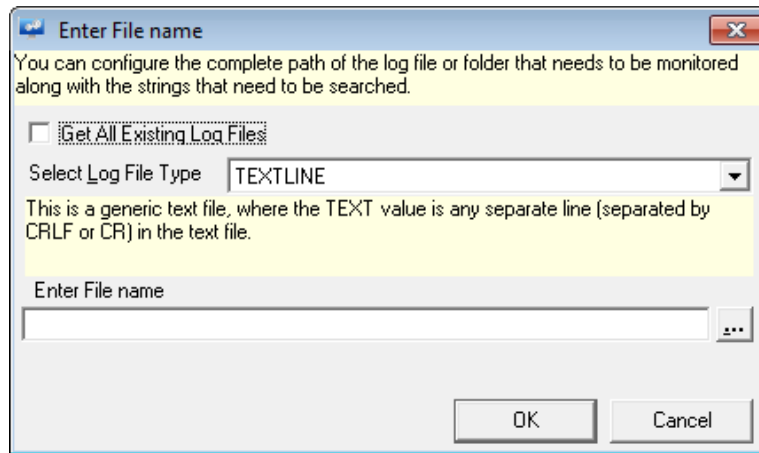 Enter File name
You can configure the complete path of the log file or folder that needs to be monitored
along with the strings that need to be searched.
Get All Existing Log Files
Select Log File Type TEXTLINE
This is a generic text file, where the TEXT value is any separate line (separated by
CRLF or CR) in the text file.
Enter File name
...
OK Cancel